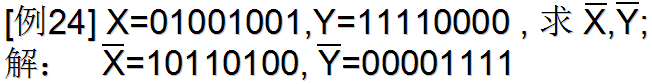 [例24] X=01001001,Y=11110000 , 求 X̅,Y̅;
解： X̅=10110100, Y̅=00001111